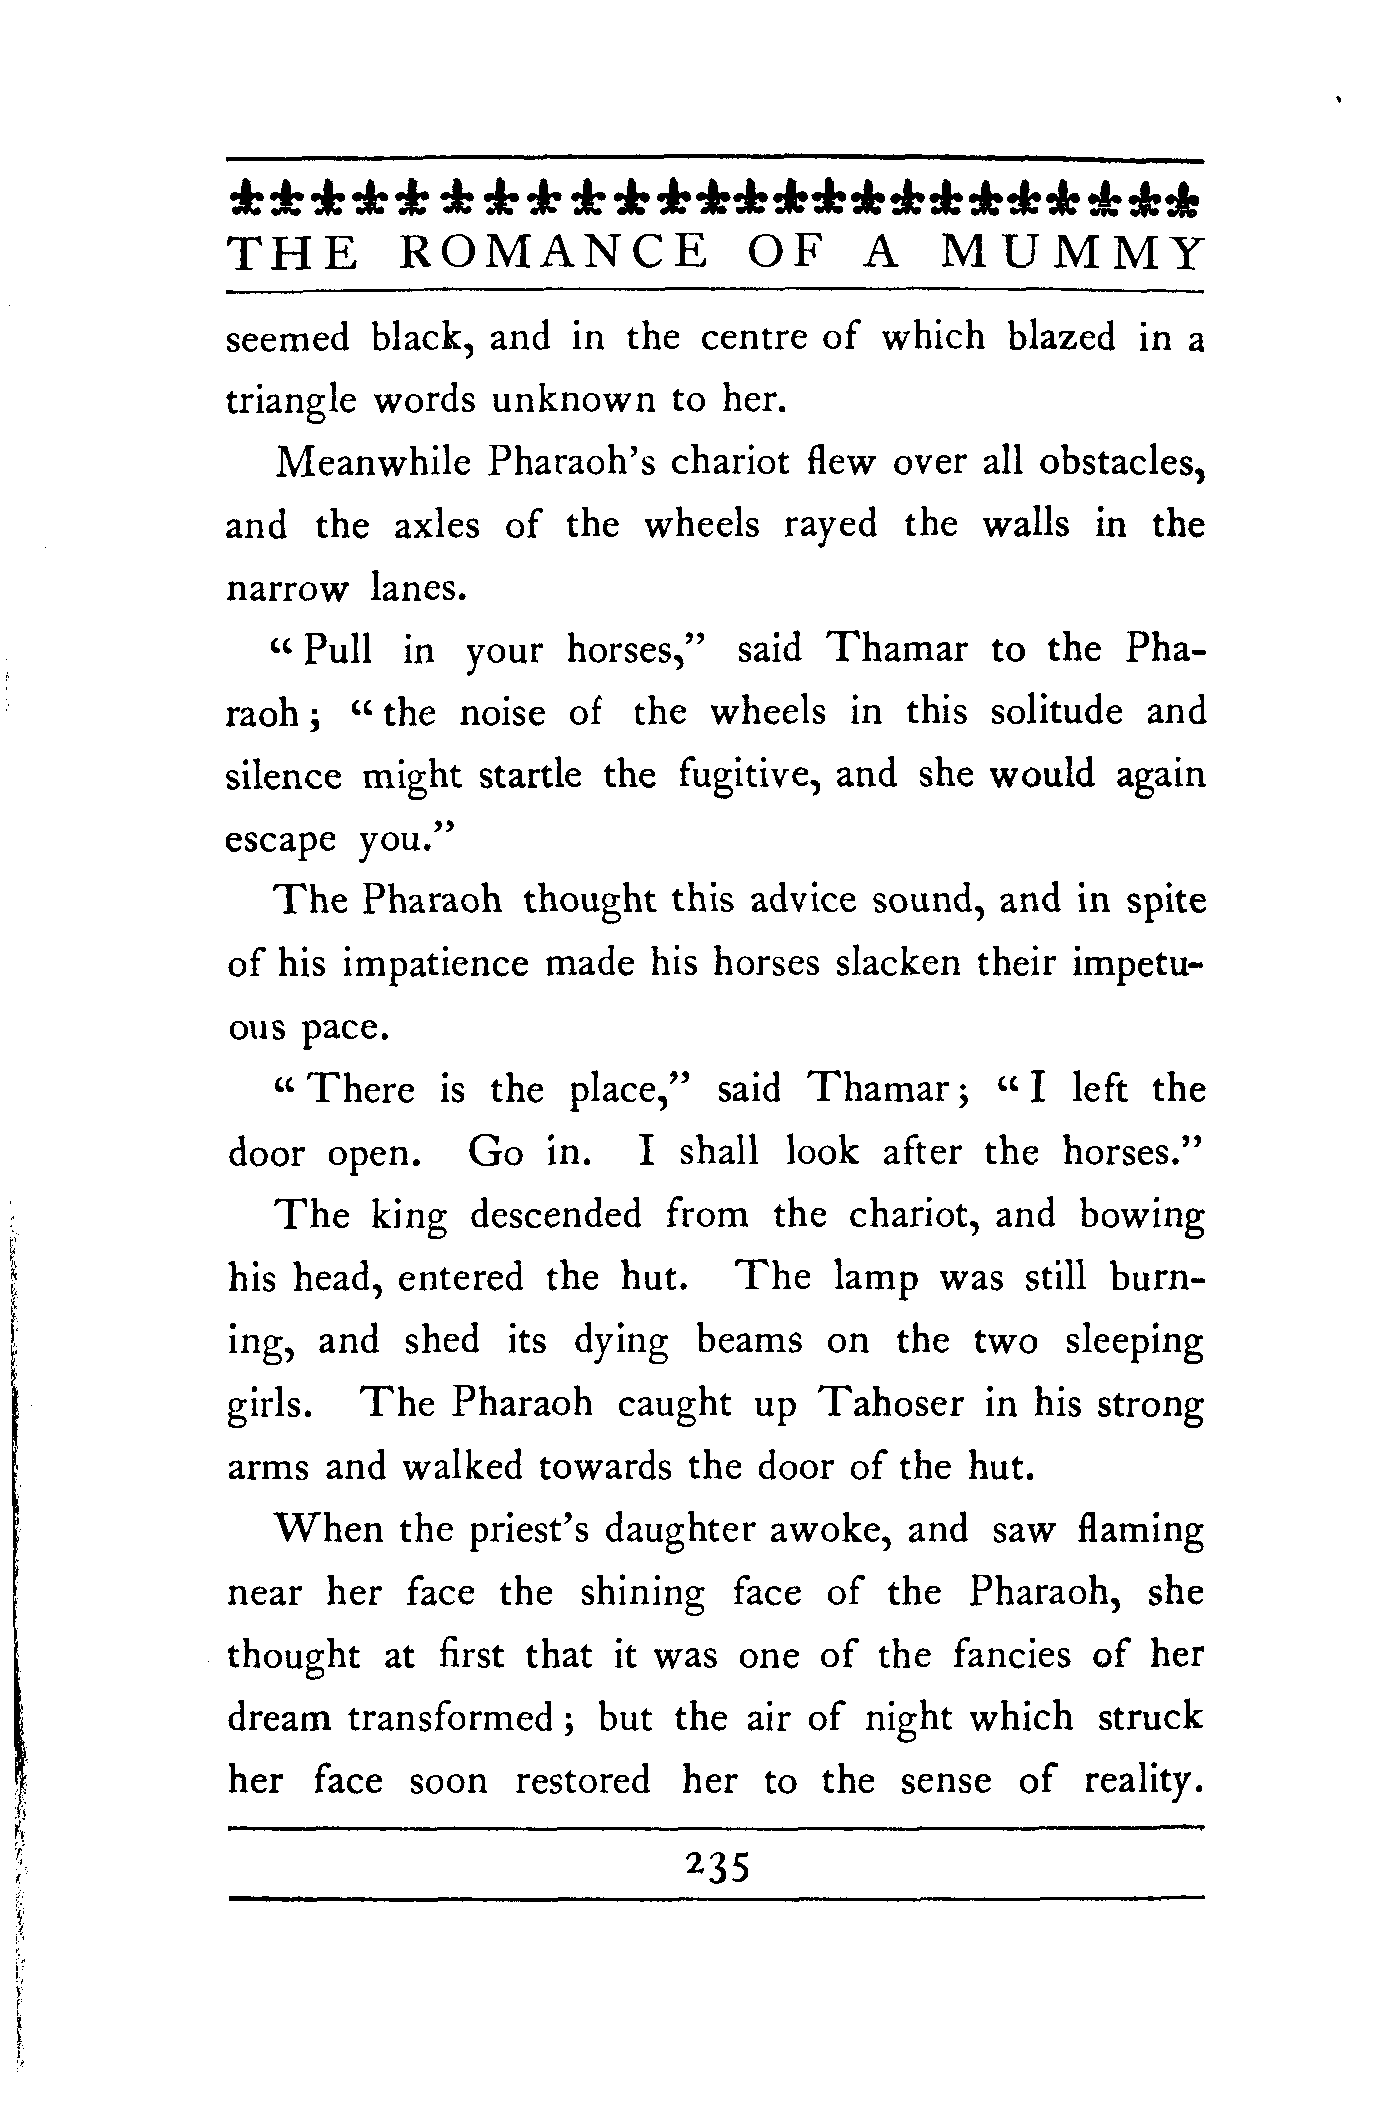 THE ROMANCE OF A MUMMY
seemed black, and in the centre of which blazed in a
triangle words unknown to her.
Meanwhile Pharaoh's chariot flew over all obstacles,
and the axles of the wheels rayed the walls in the
narrow lanes.
“Pull in your horses,” said Thamar to the Pha-
raoh; “the noise of the wheels in this solitude and
silence might startle the fugitive, and she would again
escape you.”
The Pharaoh thought this advice sound, and in spite
of his impatience made his horses slacken their impetu-
ous pace.
“There is the place,” said Thamar; “I left the
door open. Go in. I shall look after the horses.”
The king descended from the chariot, and bowing
his head, entered the hut. The lamp was still burn-
ing, and shed its dying beams on the two sleeping
girls. The Pharaoh caught up Tahoser in his strong
arms and walked towards the door of the hut.
When the priest's daughter awoke, and saw flaming
near her face the shining face of the Pharaoh, she
thought at first that it was one of the fancies of her
dream transformed; but the air of night which struck
her face soon restored her to the sense of reality.
235